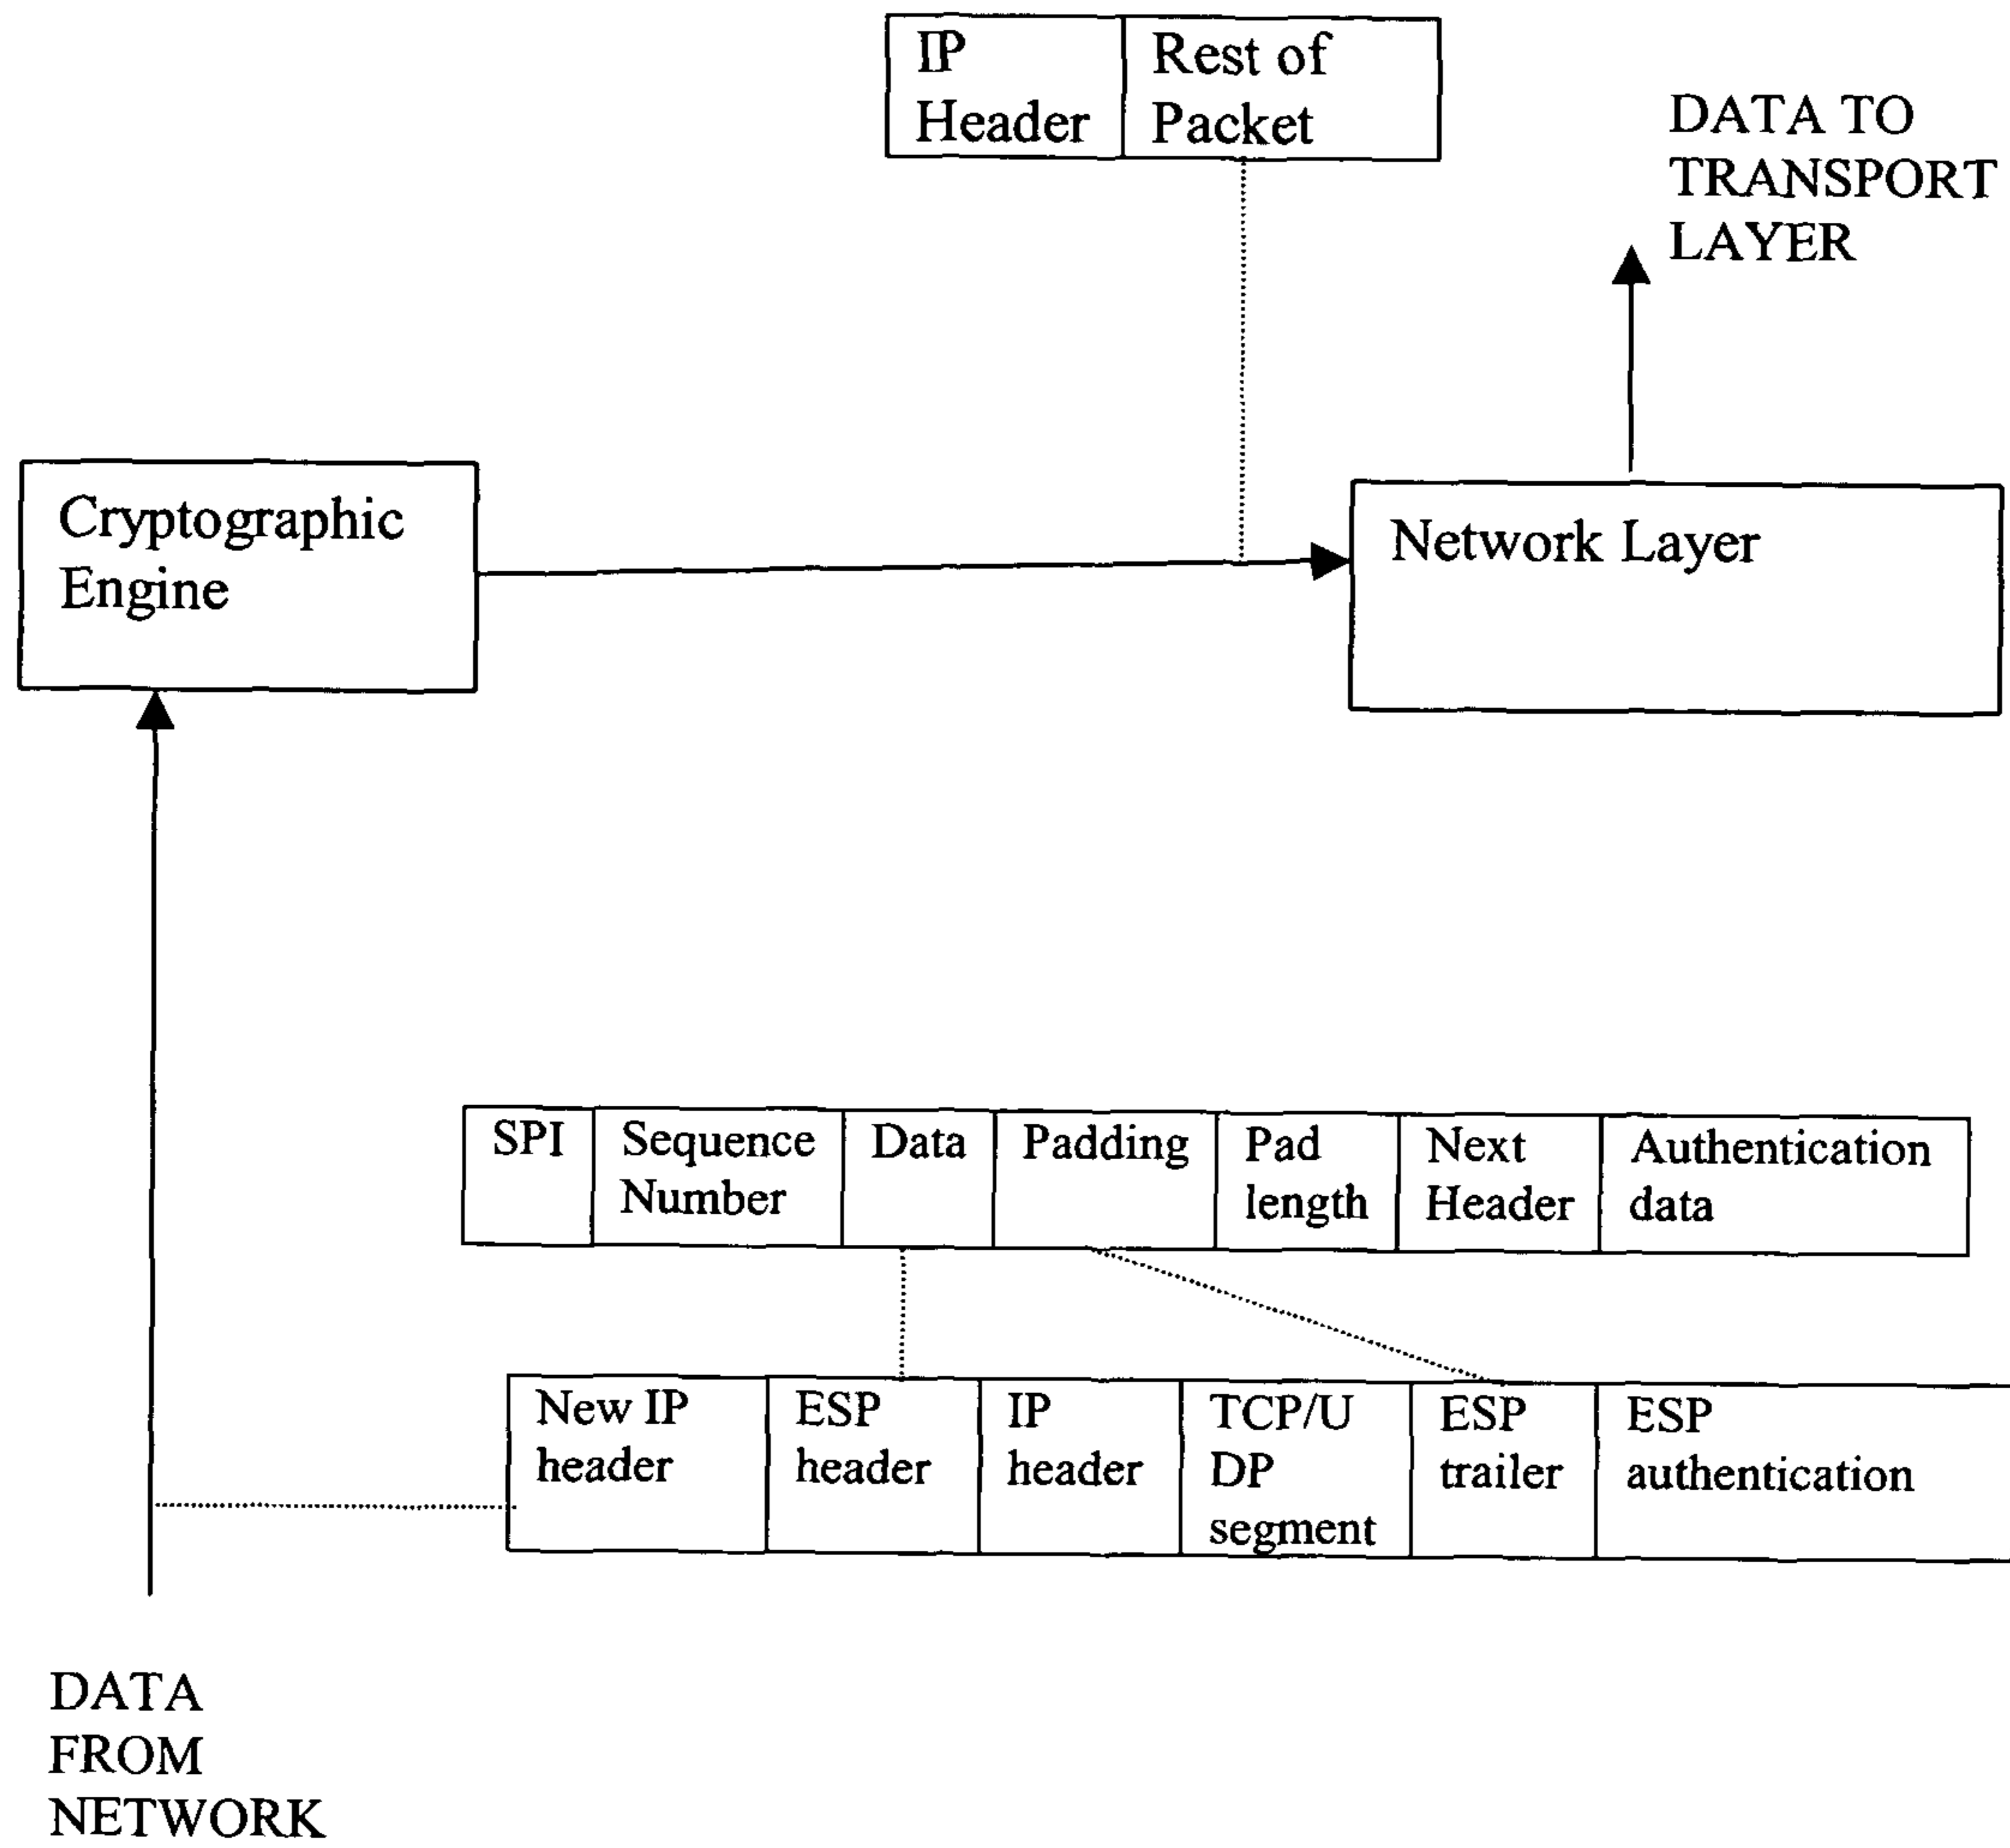 IP
Header
Rest of
Packet
DATA TO
TRANSPORT
LAYER
Cryptographic
Engine
Network Layer
SPI
Sequence
Number
Data
Padding
Pad
length
Next
Header
Authentication
data
New IP
header
ESP
header
IP
header
TCP/U
DP
segment
ESP
trailer
ESP
authentication
DATA
FROM
NETWORK